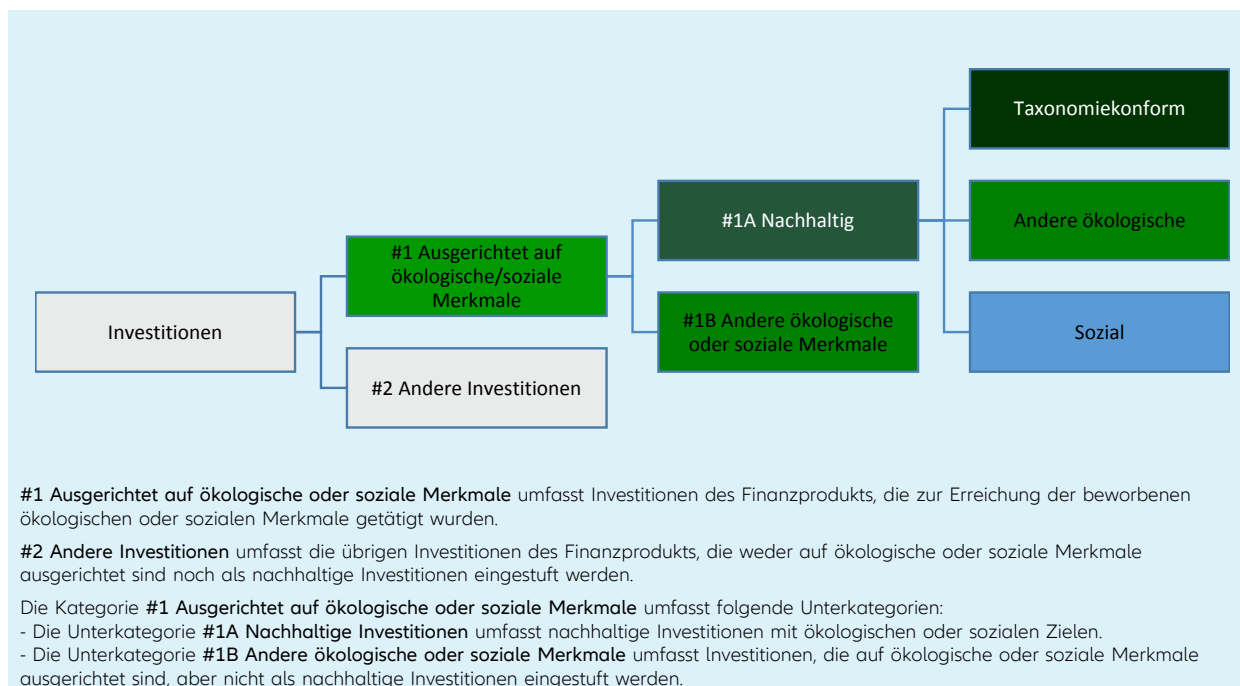 Taxonomiekonform
#1A Nachhaltig
Andere ökologische
#1 Ausgerichtet auf
ökologische/soziale
Merkmale
Investitionen
#1B Andere ökologische
oder soziale Merkmale
Sozial
#2 Andere Investitionen
#1 Ausgerichtet auf ökologische oder soziale Merkmale umfasst Investitionen des Finanzprodukts, die zur Erreichung der beworbenen
ökologischen oder sozialen Merkmale getätigt wurden.
#2 Andere Investitionen umfasst die übrigen Investitionen des Finanzprodukts, die weder auf ökologische oder soziale Merkmale
ausgerichtet sind noch als nachhaltige Investitionen eingestuft werden.
Die Kategorie #1 Ausgerichtet auf ökologische oder soziale Merkmale umfasst folgende Unterkategorien:
- Die Unterkategorie #1A Nachhaltige Investitionen umfasst nachhaltige Investitionen mit ökologischen oder sozialen Zielen.
- Die Unterkategorie #1B Andere ökologische oder soziale Merkmale umfasst Investitionen, die auf ökologische oder soziale Merkmale
ausgerichtet sind, aber nicht als nachhaltige Investitionen eingestuft werden.